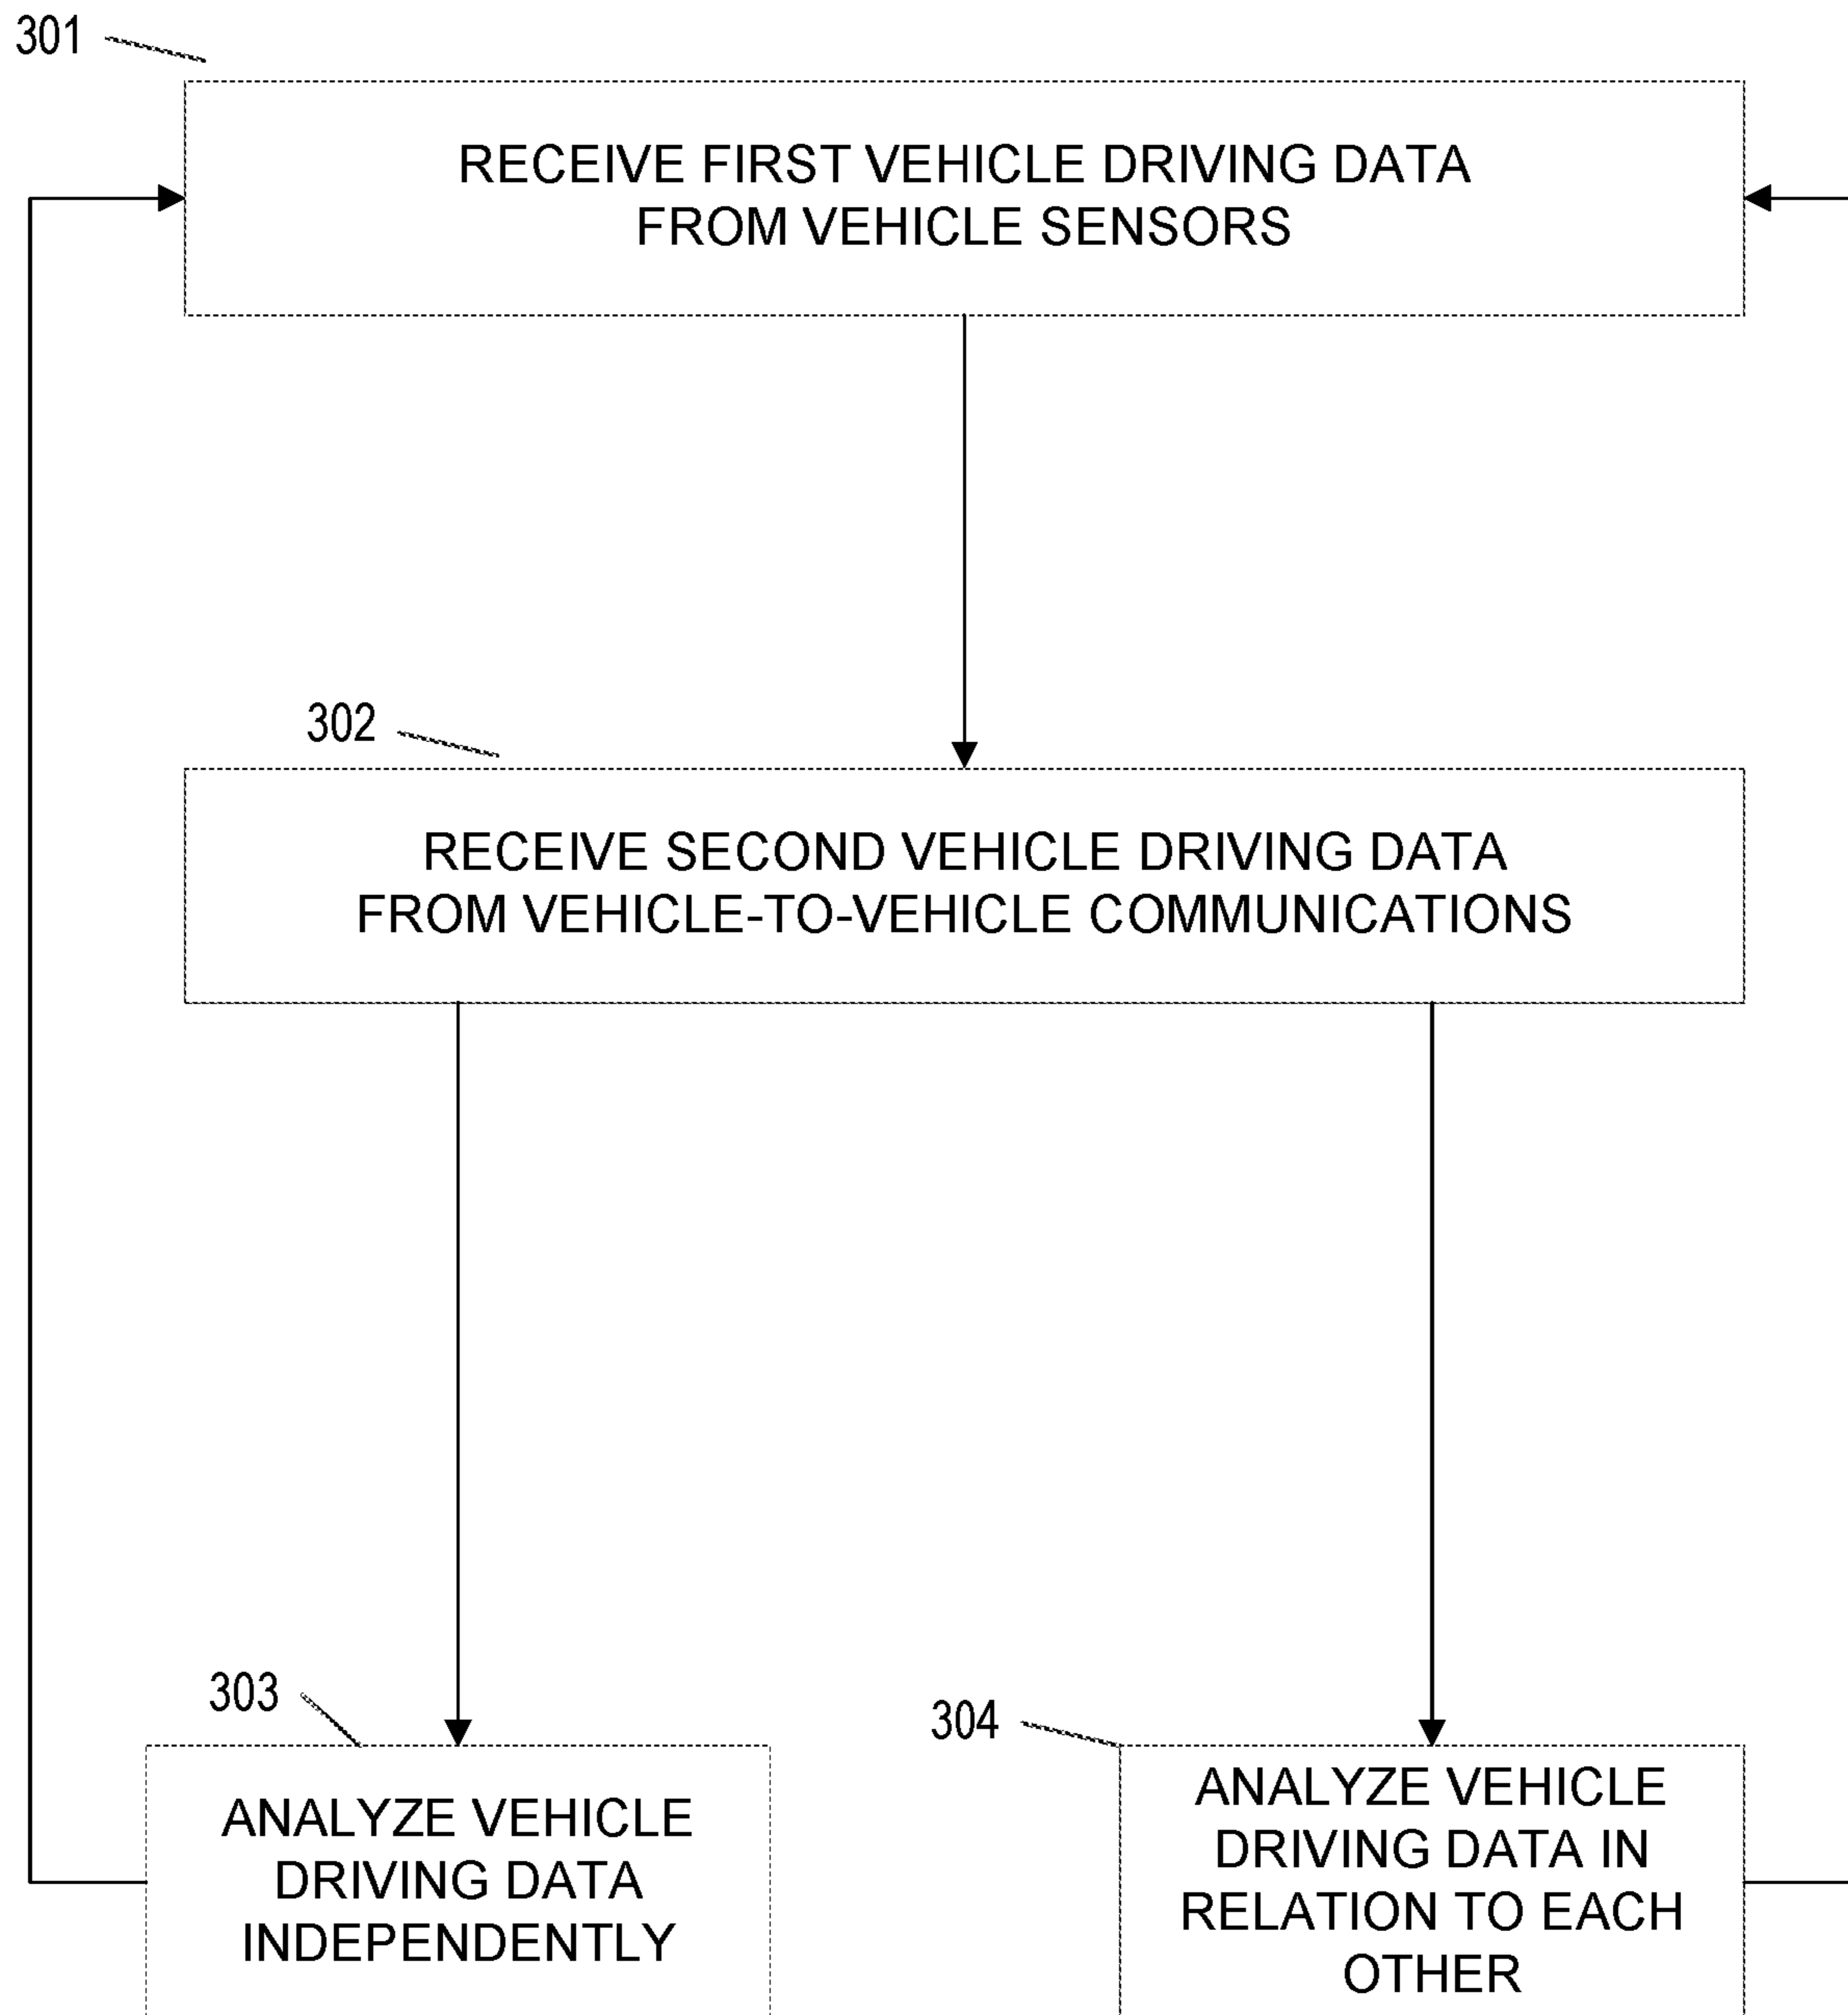 301
RECEIVE FIRST VEHICLE DRIVING DATA
FROM VEHICLE SENSORS
302
RECEIVE SECOND VEHICLE DRIVING DATA
FROM VEHICLE-TO-VEHICLE COMMUNICATIONS
303
ANALYZE VEHICLE
DRIVING DATA
INDEPENDENTLY
304
ANALYZE VEHICLE
DRIVING DATA IN
RELATION TO EACH
OTHER